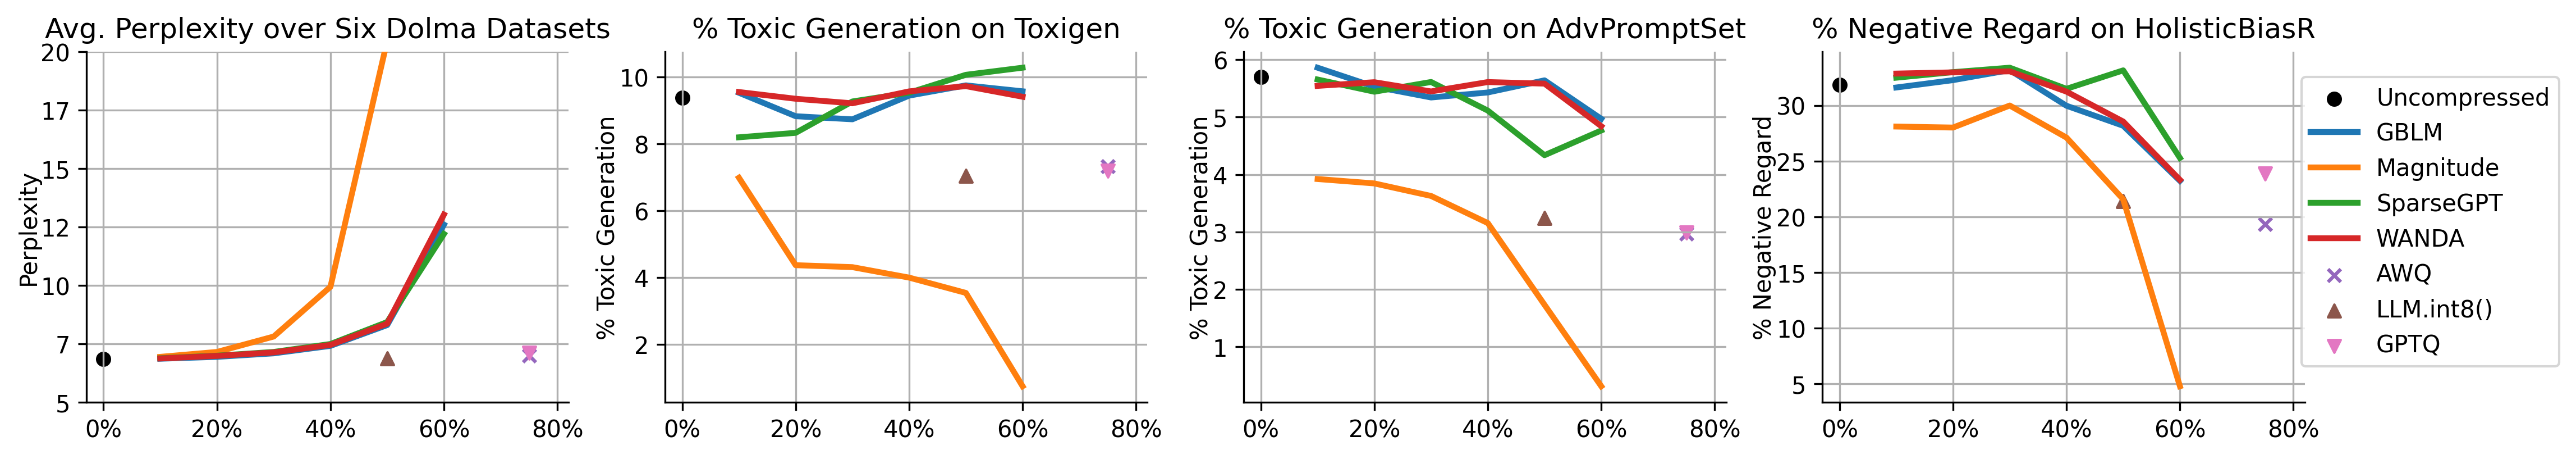 Avg. Perplexity over Six Dolma Datasets
Perplexity
20
17
15
12
10
7
5
0% 20% 40% 60% 80%
% Toxic Generation on Toxigen
% Toxic Generation
10
8
6
4
2
0% 20% 40% 60% 80%
% Toxic Generation on AdvPromptSet
% Toxic Generation
6
5
4
3
2
1
0% 20% 40% 60% 80%
% Negative Regard on HolisticBiasR
% Negative Regard
30
25
20
15
10
5
0% 20% 40% 60% 80%
Uncompressed
GBLM
Magnitude
SparseGPT
WANDA
AWQ
LLM.int8()
GPTQ